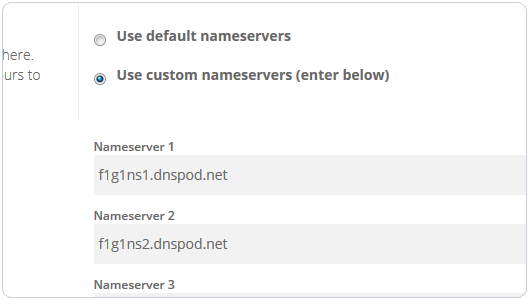 Use default nameservers
here.
urs to
Use custom nameservers (enter below)
Nameserver 1
f1g1ns1.dnspod.net
Nameserver 2
f1g1ns2.dnspod.net
Nameserver 3